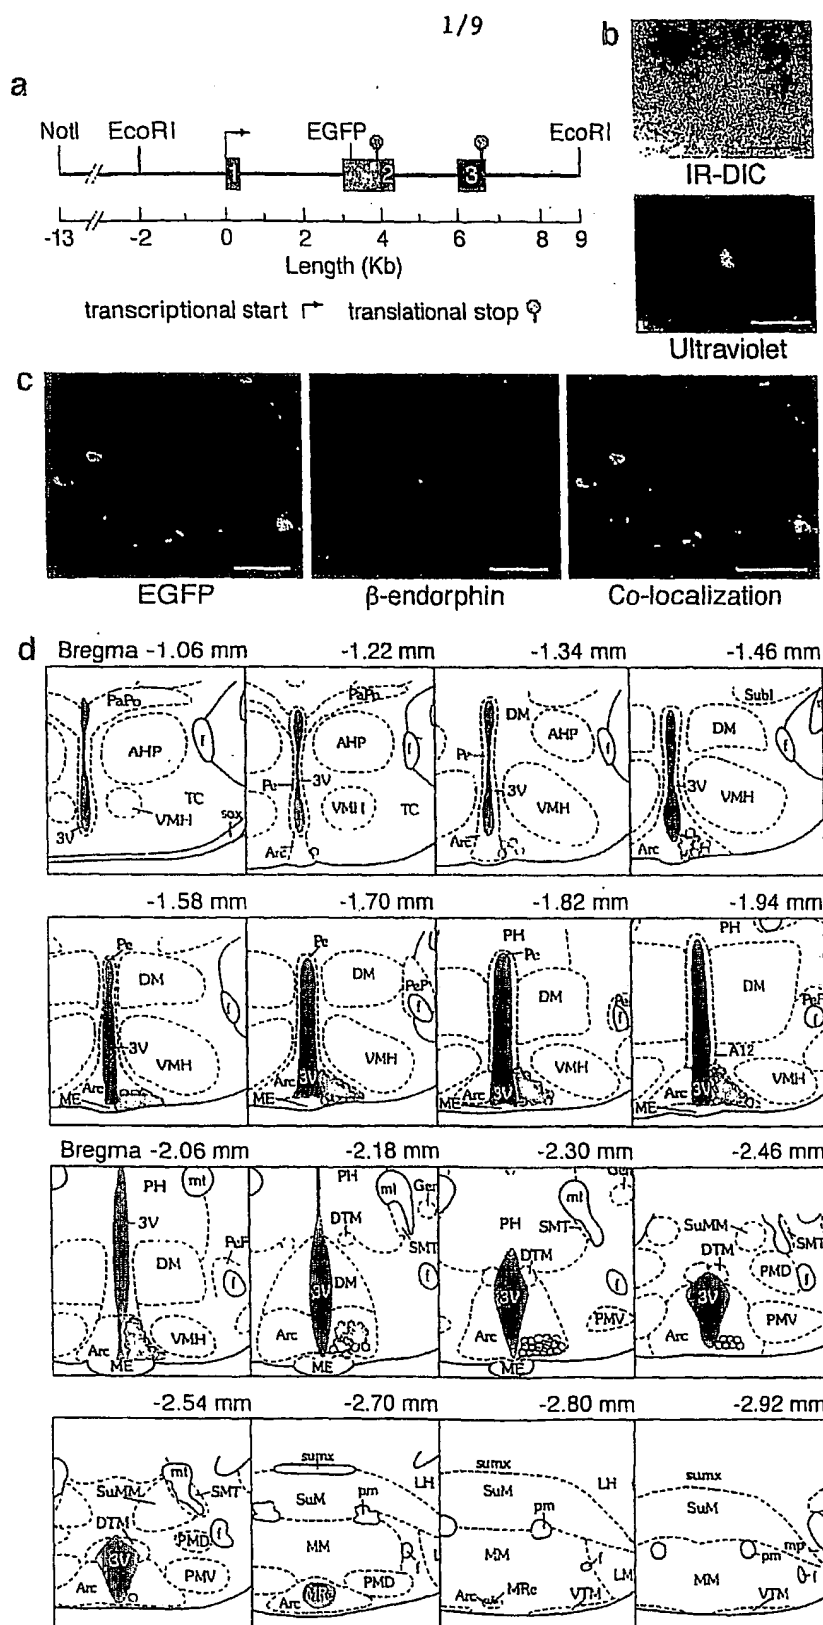 1/9
a
NotI EcoRI EGFP EcoRI
1 2 3
-13 -2 0 2 4 6 8 9
Length (Kb)
transcriptional start translational stop
b
IR-DIC
Ultraviolet
c
EGFP β-endorphin Co-localization
d Bregma -1.06 mm -1.22 mm -1.34 mm -1.46 mm
PaPo PaPo DM SubI
AHP AHP f AHP DM f
f Pe 3V Pe
TC VMH TC 3V VMH 3V VMH
VMH sox
3V Arc Arc Arc
-1.58 mm -1.70 mm -1.82 mm -1.94 mm
Pe Pe PH Pe PH
DM DM PeF DM DM PeF
f f f f
3V VMH VMH VMH A12 VMH
Arc Arc 3V Arc 3V Arc 3V
ME ME ME ME
Bregma -2.06 mm -2.18 mm -2.30 mm -2.46 mm
PH mt PH mt Gem mt
3V DTM SMT PH SMT SuMM SMT
PeF DTM DTM
DM f DM f PMD f
3V 3V 3V
Arc VMH Arc Arc PMV Arc PMV
ME ME ME
-2.54 mm -2.70 mm -2.80 mm -2.92 mm
mt sumx sumx sumx
SuMM SMT SuM pm LH SuM LH SuM
DTM pm pm mp
PMD f MM f MM f MM f
3V LM
Arc PMV PMD Arc MRe VTM VTM